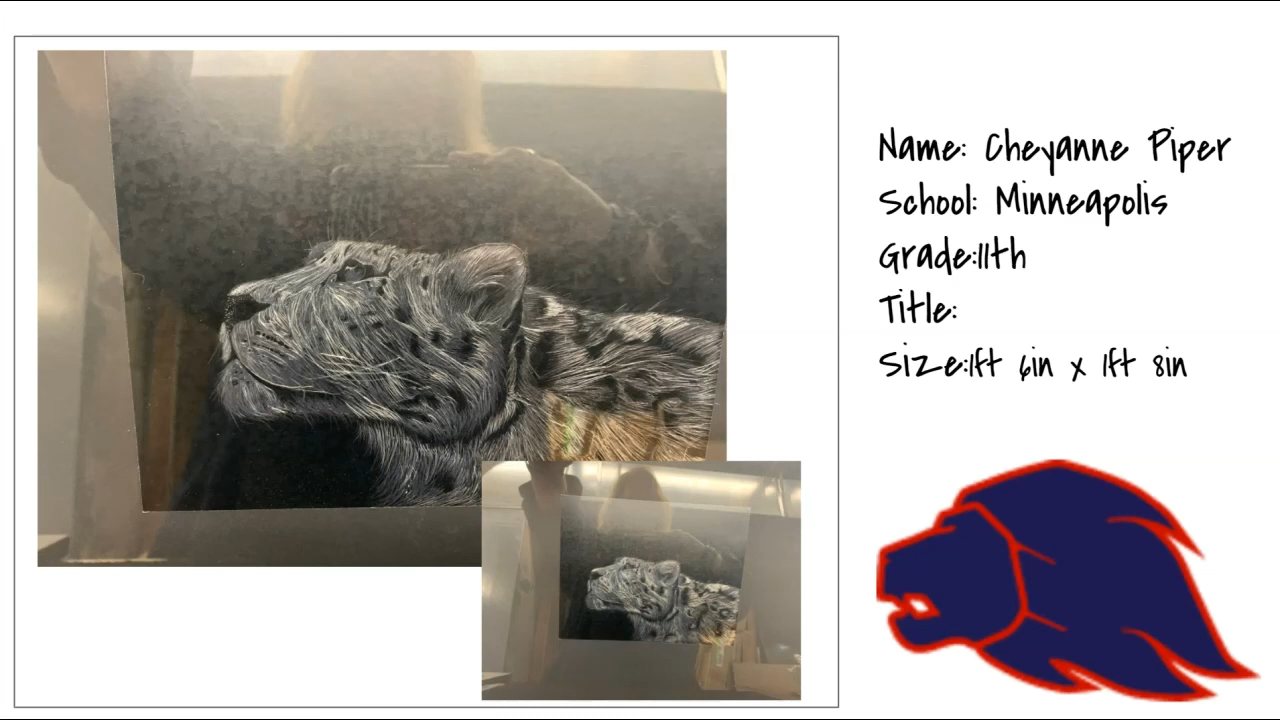 Name: Cheyanne Piper
School: Minneapolis
Grade:11th
Title:
Size:1ft 6in x 1ft 8in